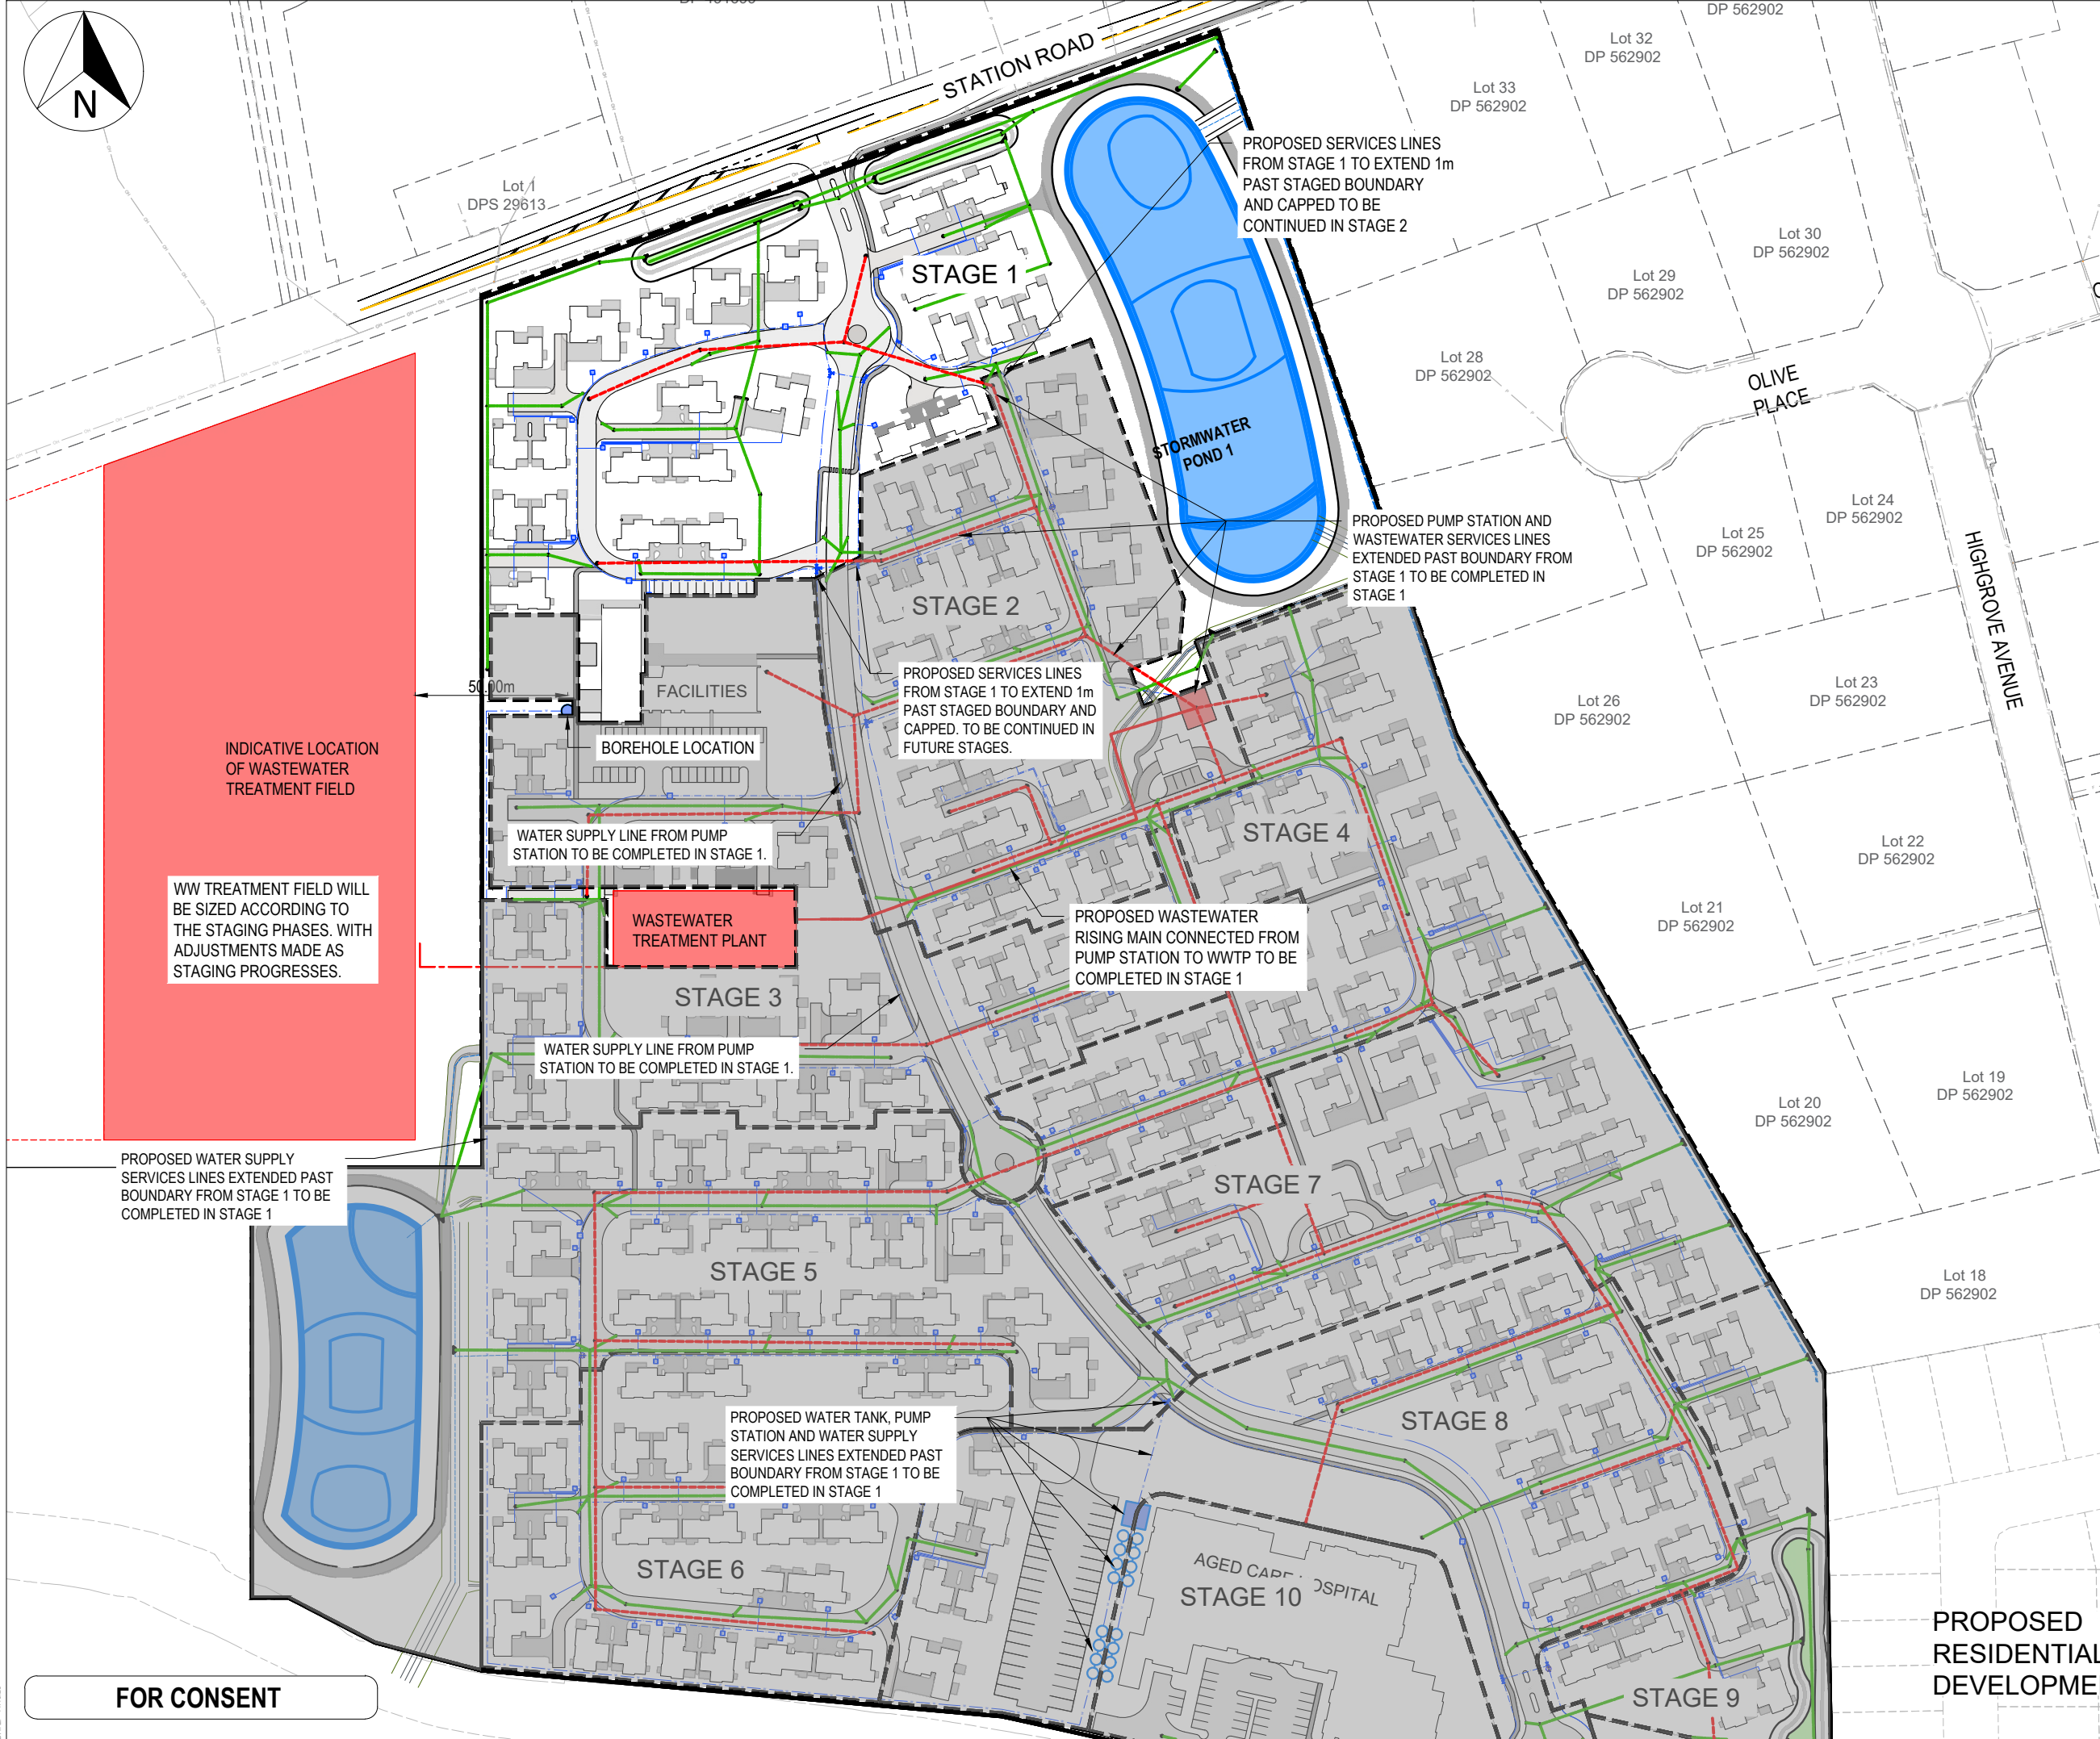 DP 562902
Lot 32
DP 562902
STATION ROAD
Lot 33
DP 562902
N
PROPOSED SERVICES LINES
FROM STAGE 1 TO EXTEND 1m
PAST STAGED BOUNDARY
AND CAPPED TO BE
CONTINUED IN STAGE 2
Lot 1
DPS 29613
Lot 30
DP 562902
STAGE 1
Lot 29
DP 562902
Lot 28
DP 562902
OLIVE
PLACE
STORMWATER
POND 1
Lot 24
DP 562902
PROPOSED PUMP STATION AND
WASTEWATER SERVICES LINES
EXTENDED PAST BOUNDARY FROM
STAGE 1 TO BE COMPLETED IN
STAGE 1
Lot 25
DP 562902
HIGHGROVE AVENUE
STAGE 2
PROPOSED SERVICES LINES
FROM STAGE 1 TO EXTEND 1m
PAST STAGED BOUNDARY AND
CAPPED. TO BE CONTINUED IN
FUTURE STAGES.
50.00m
FACILITIES
Lot 26
DP 562902
Lot 23
DP 562902
BOREHOLE LOCATION
INDICATIVE LOCATION
OF WASTEWATER
TREATMENT FIELD
WATER SUPPLY LINE FROM PUMP
STATION TO BE COMPLETED IN STAGE 1.
STAGE 4
Lot 22
DP 562902
WW TREATMENT FIELD WILL
BE SIZED ACCORDING TO
THE STAGING PHASES. WITH
ADJUSTMENTS MADE AS
STAGING PROGRESSES.
WASTEWATER
TREATMENT PLANT
PROPOSED WASTEWATER
RISING MAIN CONNECTED FROM
PUMP STATION TO WWTP TO BE
COMPLETED IN STAGE 1
Lot 21
DP 562902
STAGE 3
WATER SUPPLY LINE FROM PUMP
STATION TO BE COMPLETED IN STAGE 1.
Lot 19
DP 562902
Lot 20
DP 562902
PROPOSED WATER SUPPLY
SERVICES LINES EXTENDED PAST
BOUNDARY FROM STAGE 1 TO BE
COMPLETED IN STAGE 1
STAGE 7
STAGE 5
Lot 18
DP 562902
PROPOSED WATER TANK, PUMP
STATION AND WATER SUPPLY
SERVICES LINES EXTENDED PAST
BOUNDARY FROM STAGE 1 TO BE
COMPLETED IN STAGE 1
STAGE 8
STAGE 6
AGED CARE
STAGE 10
PROPOSED
RESIDENTIAL
DEVELOPME
FOR CONSENT
STAGE 9